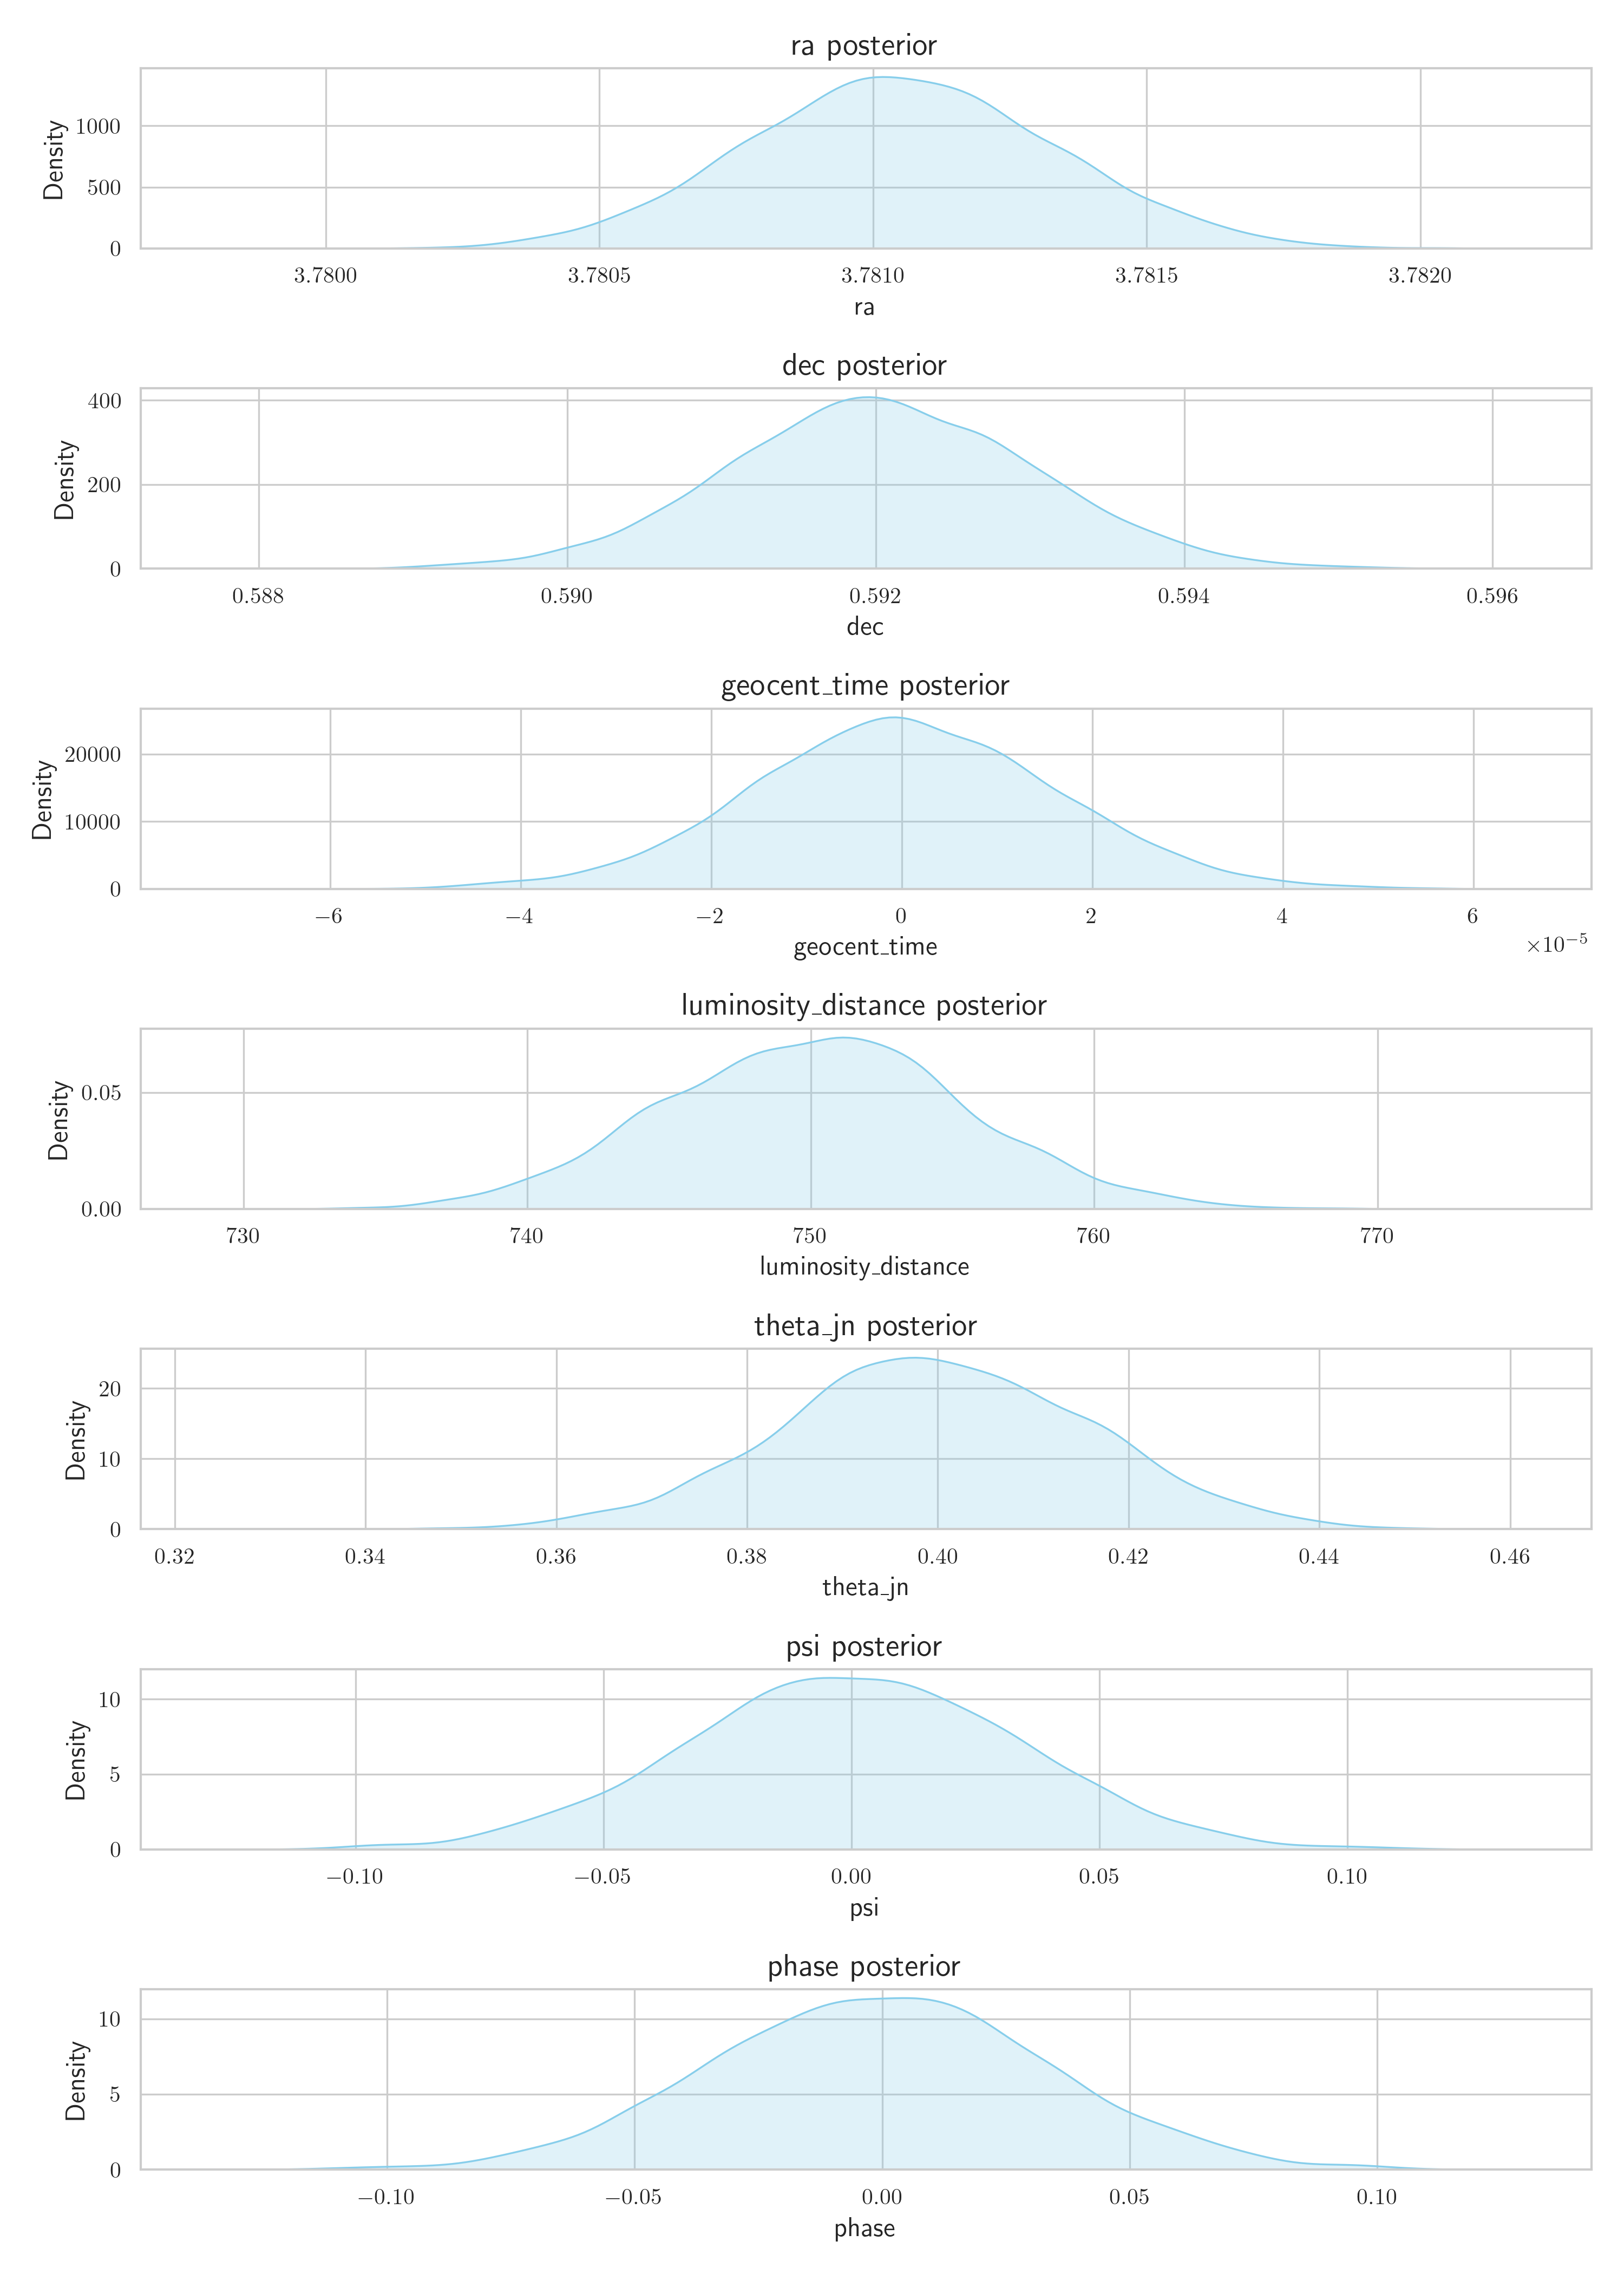 ra posterior
Density
1000
500
0
3.7800 3.7805 3.7810 3.7815 3.7820
ra
dec posterior
Density
400
200
0
0.588 0.590 0.592 0.594 0.596
dec
geocent_time posterior
Density
20000
10000
0
−6 −4 −2 0 2 4 6
×10⁻⁵
geocent_time
luminosity_distance posterior
Density
0.05
0.00
730 740 750 760 770
luminosity_distance
theta_jn posterior
Density
20
10
0
0.32 0.34 0.36 0.38 0.40 0.42 0.44 0.46
theta_jn
psi posterior
Density
10
5
0
−0.10 −0.05 0.00 0.05 0.10
psi
phase posterior
Density
10
5
0
−0.10 −0.05 0.00 0.05 0.10
phase